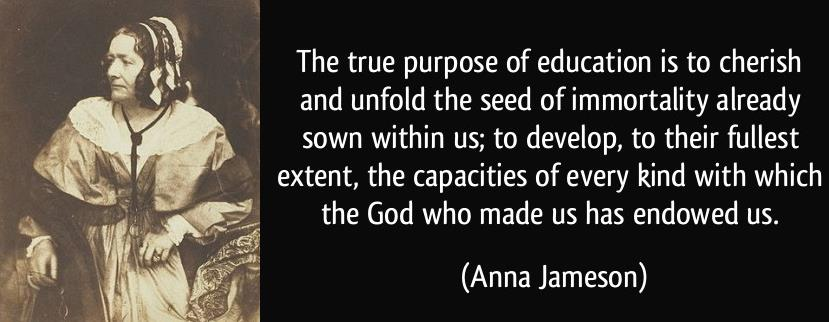 The true purpose of education is to cherish
and unfold the seed of immortality already
sown within us; to develop, to their fullest
extent, the capacities of every kind with which
the God who made us has endowed us.
(Anna Jameson)